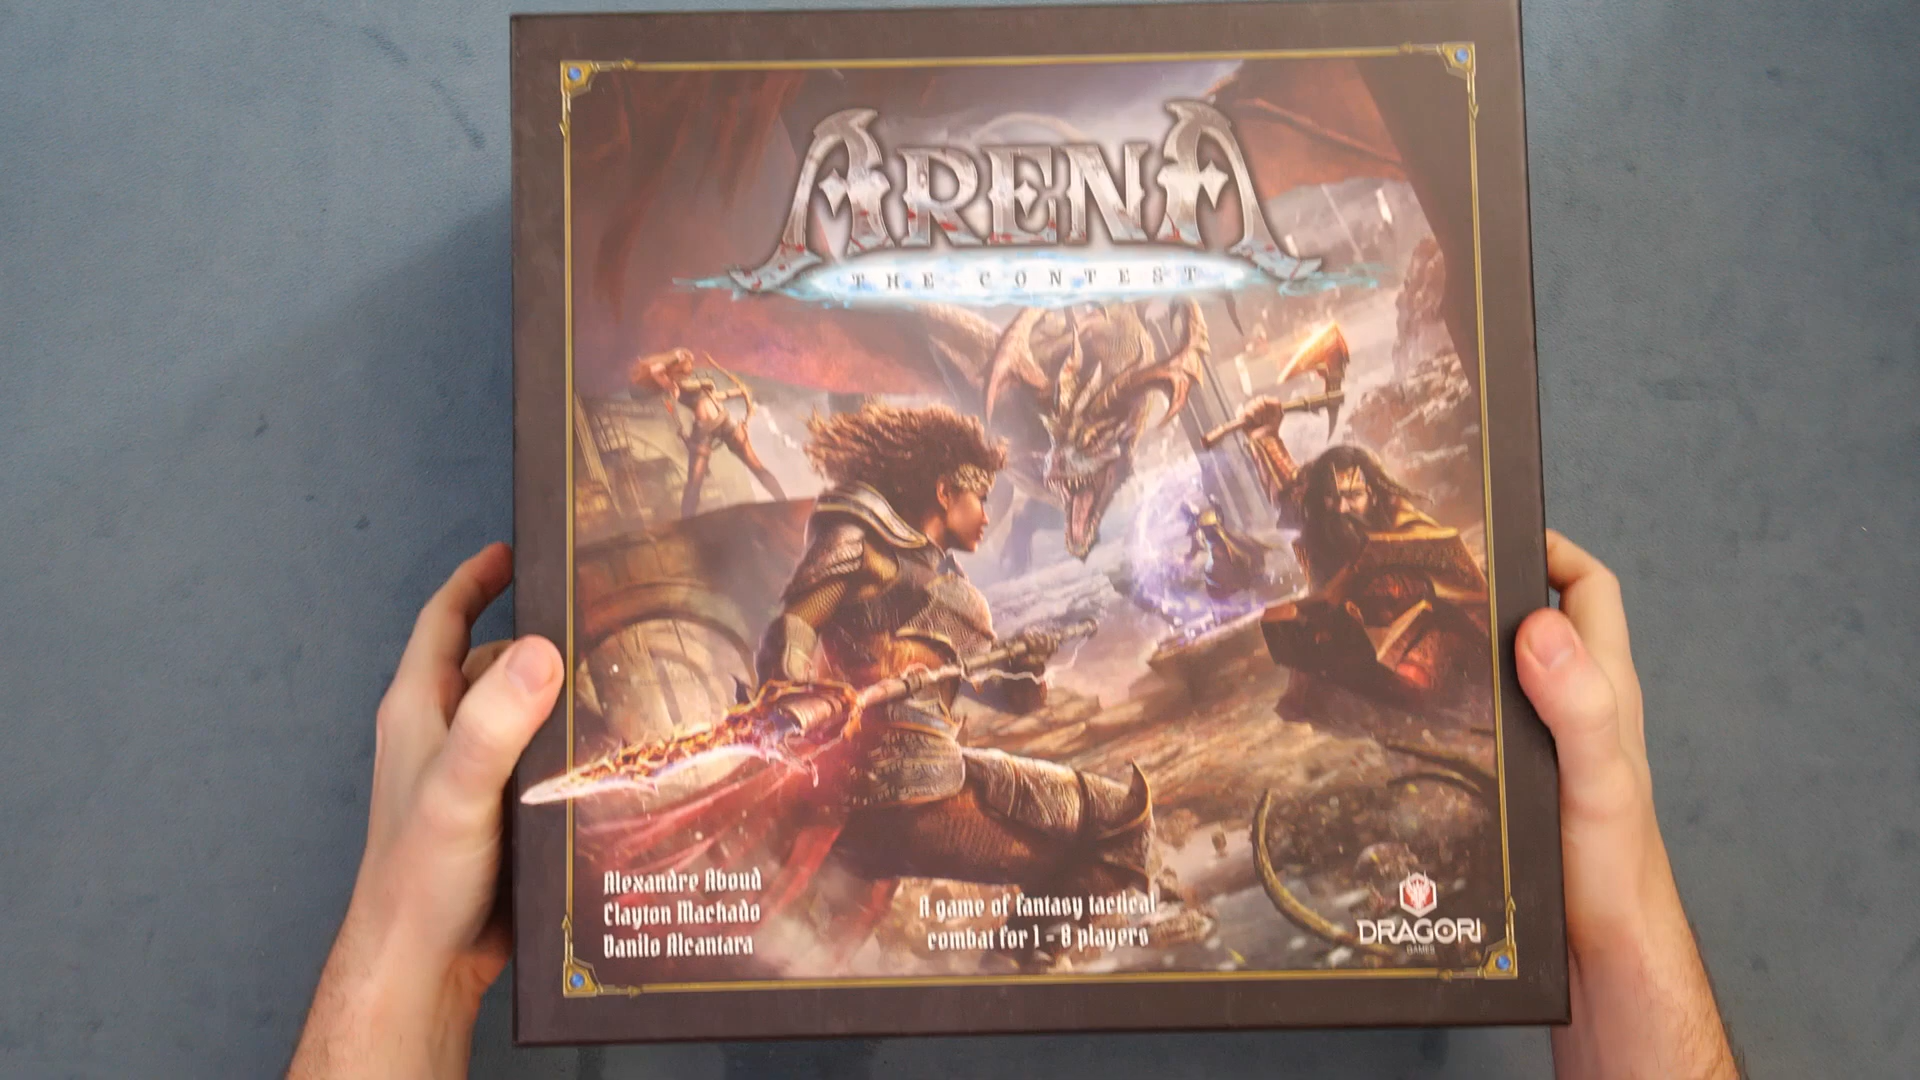 ARENA
THE CONTEST
Alexandre Aboud
Clayton Machado
Danilo Alcantara
A game of fantasy tactical
combat for 1 - 8 players
DRAGORI
GAMES